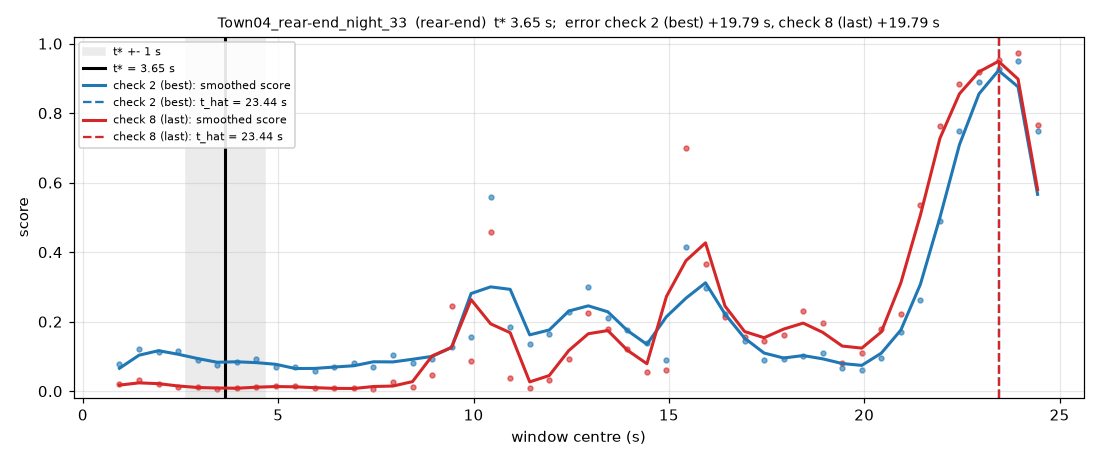 Town04_rear-end_night_33  (rear-end)  t* 3.65 s;  error check 2 (best) +19.79 s, check 8 (last) +19.79 s
t* +- 1 s
t* = 3.65 s
check 2 (best): smoothed score
check 2 (best): t_hat = 23.44 s
check 8 (last): smoothed score
check 8 (last): t_hat = 23.44 s
1.0
0.8
0.6
0.4
0.2
0.0
score
0 5 10 15 20 25
window centre (s)